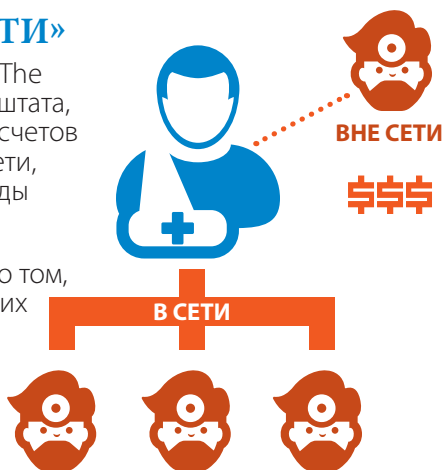 ТИ»
The
штата,
счетов
ети,
ды
о том,
их
ВНЕ СЕТИ
$$$
В СЕТИ